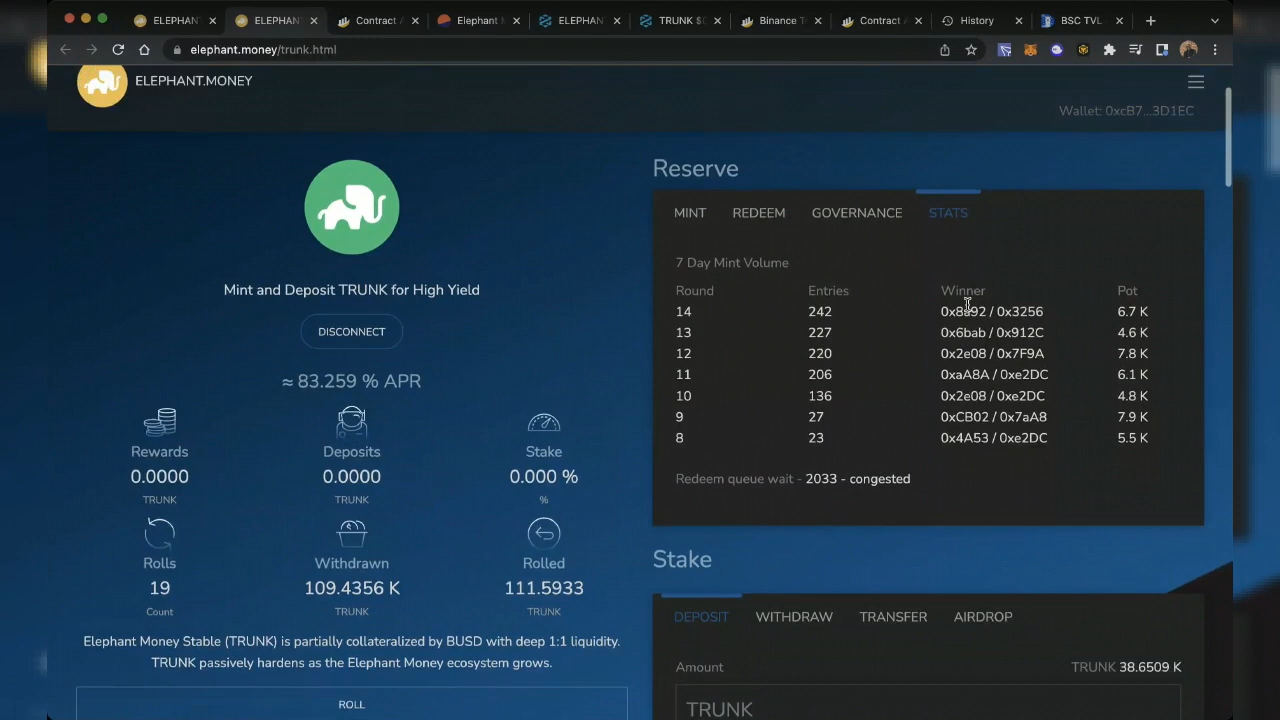 ELEPHAN
ELEPHAN
Contract A
Elephant M
ELEPHAN
TRUNK $0
Binance T
Contract A
History
BSC TVL
elephant.money/trunk.html
ELEPHANT.MONEY
Wallet: 0xcB7...3D1EC
Mint and Deposit TRUNK for High Yield
DISCONNECT
≈ 83.259 % APR
Rewards Deposits Stake
0.0000 0.0000 0.000 %
TRUNK TRUNK %
Rolls Withdrawn Rolled
19 109.4356 K 111.5933
Count TRUNK TRUNK
Elephant Money Stable (TRUNK) is partially collateralized by BUSD with deep 1:1 liquidity.
TRUNK passively hardens as the Elephant Money ecosystem grows.
ROLL
Reserve
MINT REDEEM GOVERNANCE STATS
7 Day Mint Volume
Round Entries Winner Pot
14 242 0x8a92 / 0x3256 6.7 K
13 227 0x6bab / 0x912C 4.6 K
12 220 0x2e08 / 0x7F9A 7.8 K
11 206 0xaA8A / 0xe2DC 6.1 K
10 136 0x2e08 / 0xe2DC 4.8 K
9 27 0xCB02 / 0x7aA8 7.9 K
8 23 0x4A53 / 0xe2DC 5.5 K
Redeem queue wait - 2033 - congested
Stake
DEPOSIT WITHDRAW TRANSFER AIRDROP
Amount TRUNK 38.6509 K
TRUNK